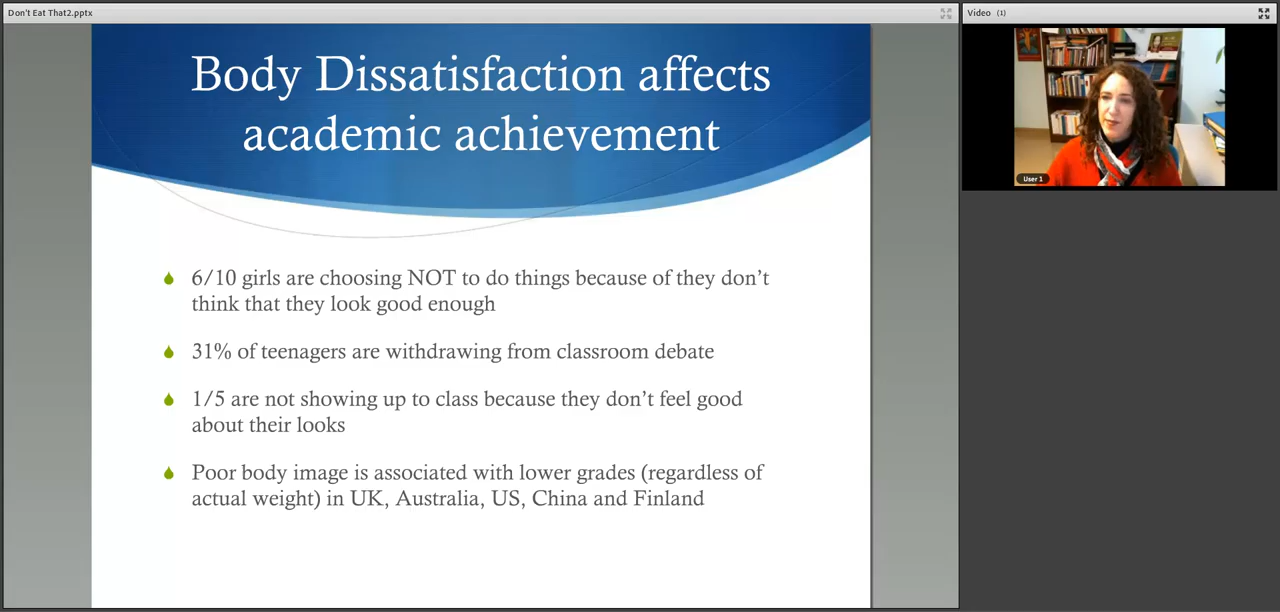 Don't Eat That2.pptx
Video (1)
Body Dissatisfaction affects
academic achievement
6/10 girls are choosing NOT to do things because of they don't
think that they look good enough
31% of teenagers are withdrawing from classroom debate
1/5 are not showing up to class because they don't feel good
about their looks
Poor body image is associated with lower grades (regardless of
actual weight) in UK, Australia, US, China and Finland
User 1